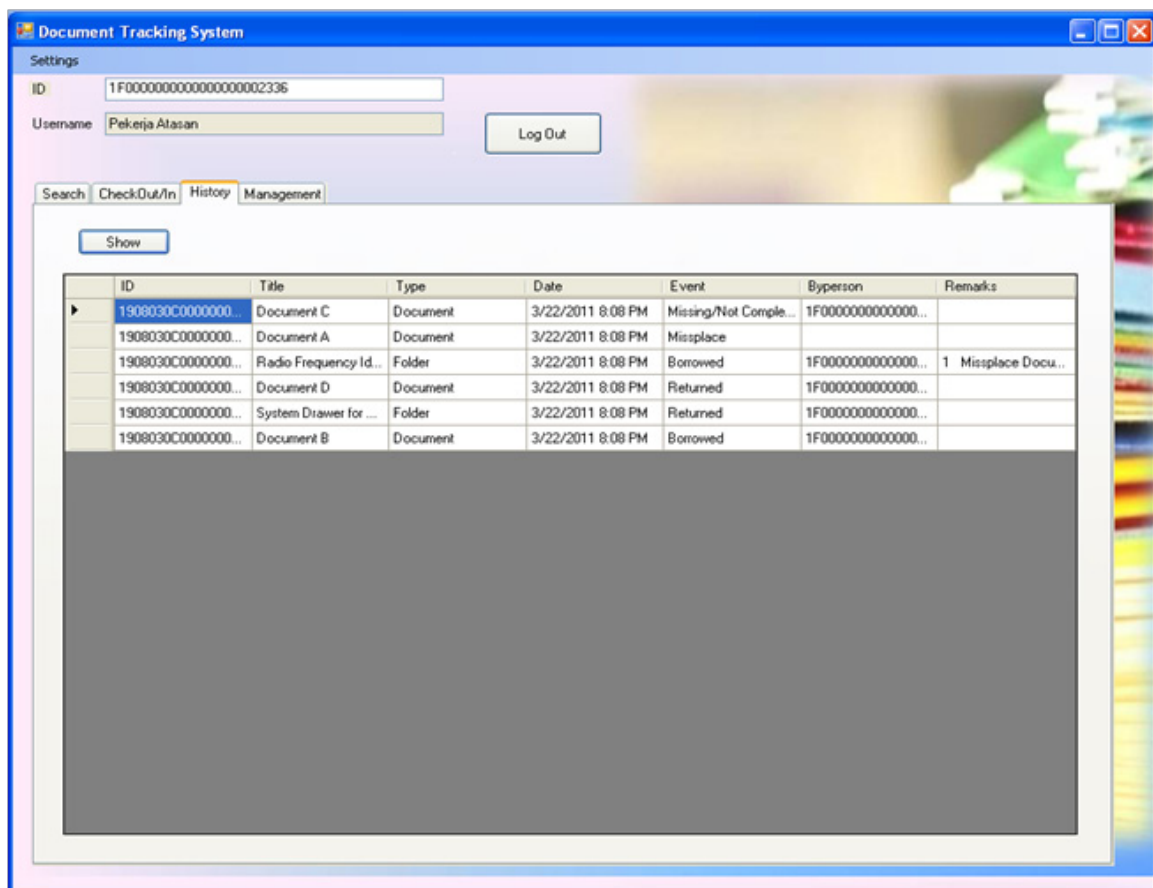 Document Tracking System
Settings
ID 1F0000000000000000002336
Username Pekerja Atasan
Log Out
Search CheckOut/In History Management
Show
ID Title Type Date Event Byperson Remarks
1908030C0000000... Document C Document 3/22/2011 8:08 PM Missing/Not Comple... 1F0000000000000...
1908030C0000000... Document A Document 3/22/2011 8:08 PM Missplace
1908030C0000000... Radio Frequency Id... Folder 3/22/2011 8:08 PM Borrowed 1F0000000000000... 1 Missplace Docu...
1908030C0000000... Document D Document 3/22/2011 8:08 PM Returned 1F0000000000000...
1908030C0000000... System Drawer for ... Folder 3/22/2011 8:08 PM Returned 1F0000000000000...
1908030C0000000... Document B Document 3/22/2011 8:08 PM Borrowed 1F0000000000000...